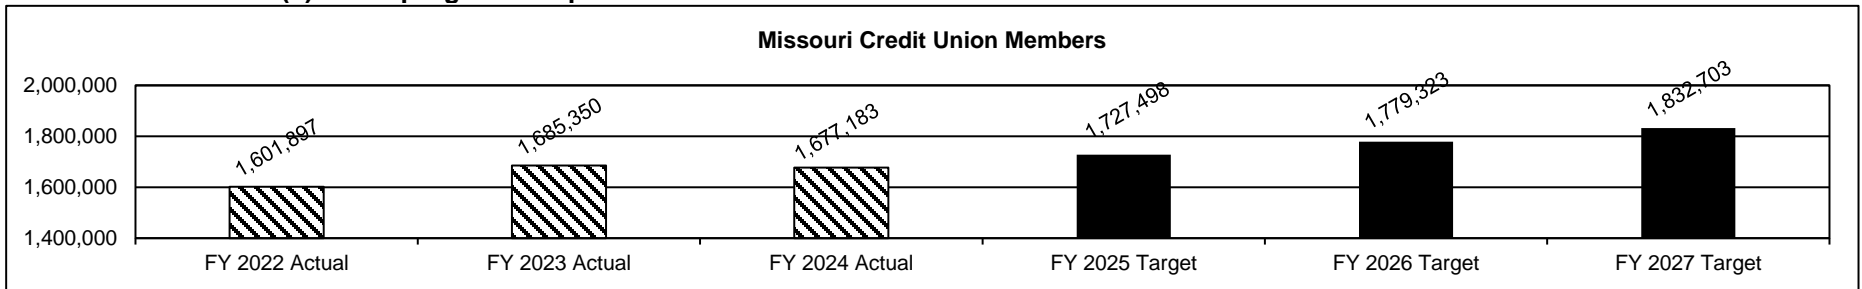 Missouri Credit Union Members
2,000,000
1,800,000
1,600,000
1,400,000
1,601,897
1,685,350
1,677,183
1,727,498
1,779,323
1,832,703
FY 2022 Actual
FY 2023 Actual
FY 2024 Actual
FY 2025 Target
FY 2026 Target
FY 2027 Target